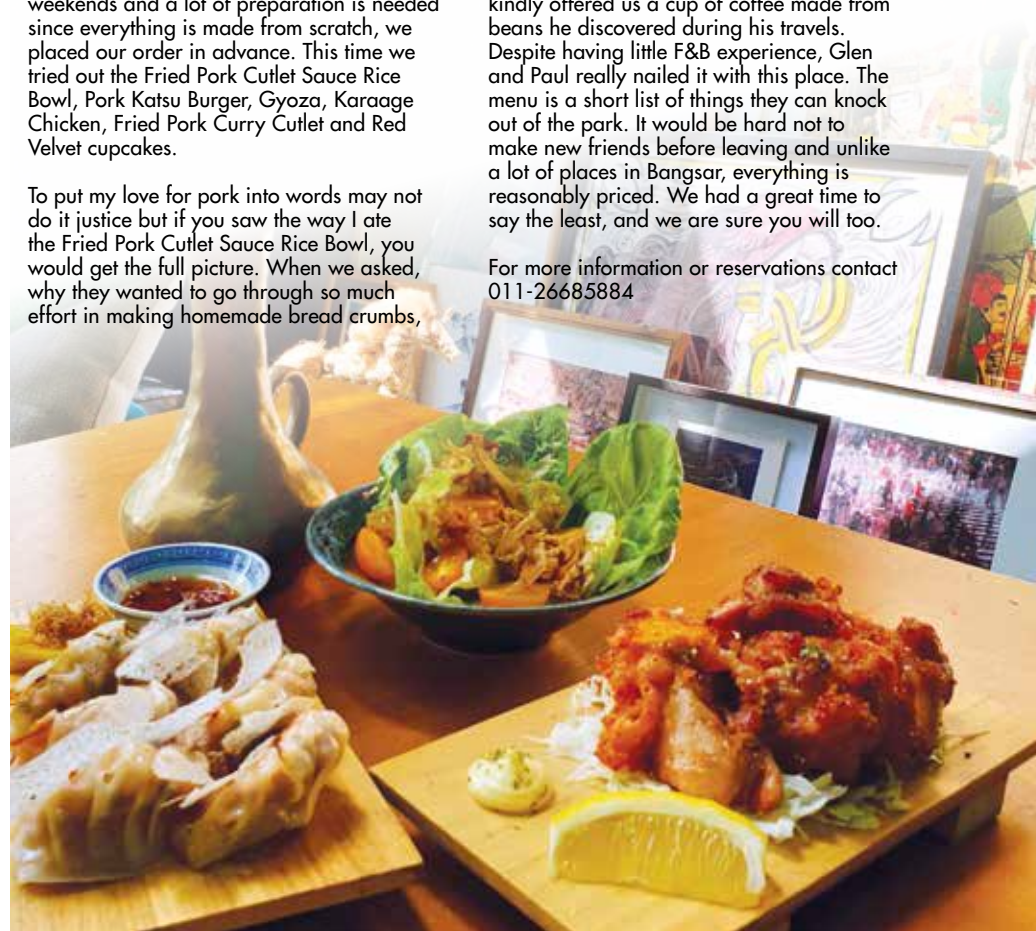 weekends and a lot of preparation is needed
since everything is made from scratch, we
placed our order in advance. This time we
tried out the Fried Pork Cutlet Sauce Rice
Bowl, Pork Katsu Burger, Gyoza, Karaage
Chicken, Fried Pork Curry Cutlet and Red
Velvet cupcakes.

To put my love for pork into words may not
do it justice but if you saw the way I ate
the Fried Pork Cutlet Sauce Rice Bowl, you
would get the full picture. When we asked,
why they wanted to go through so much
effort in making homemade bread crumbs,

kindly offered us a cup of coffee made from
beans he discovered during his travels.
Despite having little F&B experience, Glen
and Paul really nailed it with this place. The
menu is a short list of things they can knock
out of the park. It would be hard not to
make new friends before leaving and unlike
a lot of places in Bangsar, everything is
reasonably priced. We had a great time to
say the least, and we are sure you will too.

For more information or reservations contact
011-26685884